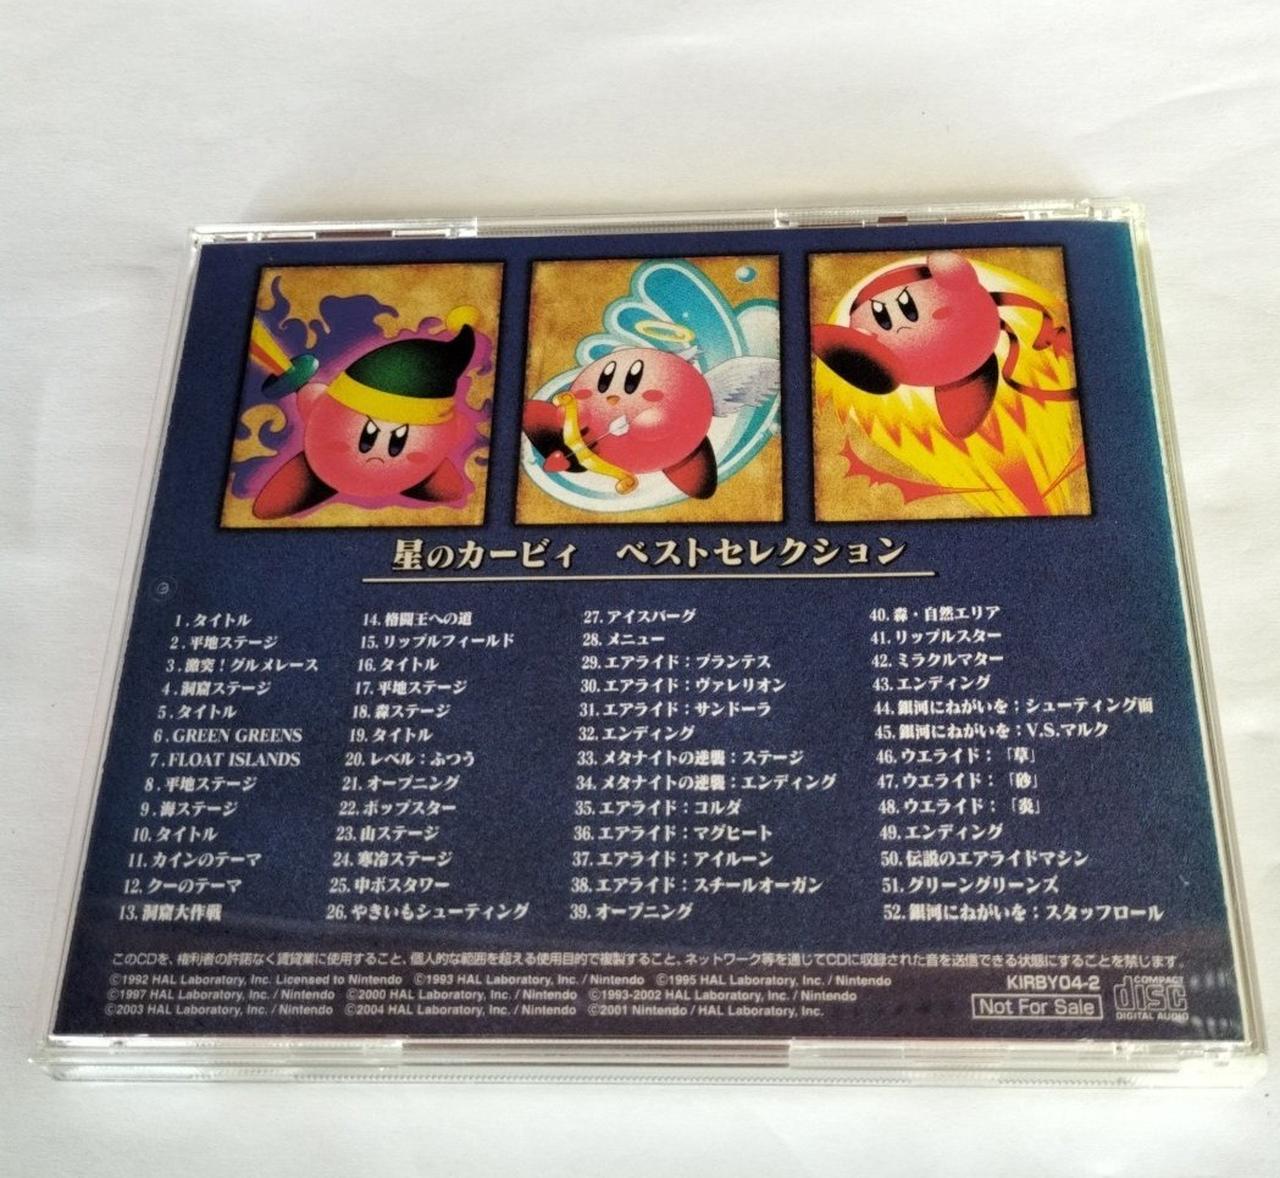 星のカービィ　ベストセレクション
1. タイトル
2. 平地ステージ
3. 激突！グルメレース
4. 洞窟ステージ
5. タイトル
6. GREEN GREENS
7. FLOAT ISLANDS
8. 平地ステージ
9. 海ステージ
10. タイトル
11. カインのテーマ
12. クーのテーマ
13. 洞窟大作戦
14. 格闘王への道
15. リップルフィールド
16. タイトル
17. 平地ステージ
18. 森ステージ
19. タイトル
20. レベル：ふつう
21. オープニング
22. ポップスター
23. 山ステージ
24. 寒冷ステージ
25. 中ボスタワー
26. やきいもシューティング
27. アイスバーグ
28. メニュー
29. エアライド：プランテス
30. エアライド：ヴァレリオン
31. エアライド：サンドーラ
32. エンディング
33. メタナイトの逆襲：ステージ
34. メタナイトの逆襲：エンディング
35. エアライド：コルダ
36. エアライド：マグヒート
37. エアライド：アイルーン
38. エアライド：スチールオーガン
39. オープニング
40. 森・自然エリア
41. リップルスター
42. ミラクルマター
43. エンディング
44. 銀河にねがいを：シューティング面
45. 銀河にねがいを：V.S.マルク
46. ウエライド：「草」
47. ウエライド：「砂」
48. ウエライド：「炎」
49. エンディング
50. 伝説のエアライドマシン
51. グリーングリーンズ
52. 銀河にねがいを：スタッフロール
このCDを、権利者の許諾なく賃貸業に使用すること、個人的な範囲を超える使用目的で複製すること、ネットワーク等を通じてCDに収録された音を送信できる状態にすることを禁じます。
©1992 HAL Laboratory, Inc. Licensed to Nintendo ©1993 HAL Laboratory, Inc. / Nintendo ©1995 HAL Laboratory, Inc. / Nintendo
©1997 HAL Laboratory, Inc. / Nintendo ©2000 HAL Laboratory, Inc. / Nintendo ©1993-2002 HAL Laboratory, Inc. / Nintendo
©2003 HAL Laboratory, Inc. / Nintendo ©2004 HAL Laboratory, Inc. / Nintendo ©2001 Nintendo / HAL Laboratory, Inc.
KIRBY04-2
Not For Sale
COMPACT
disc
DIGITAL AUDIO